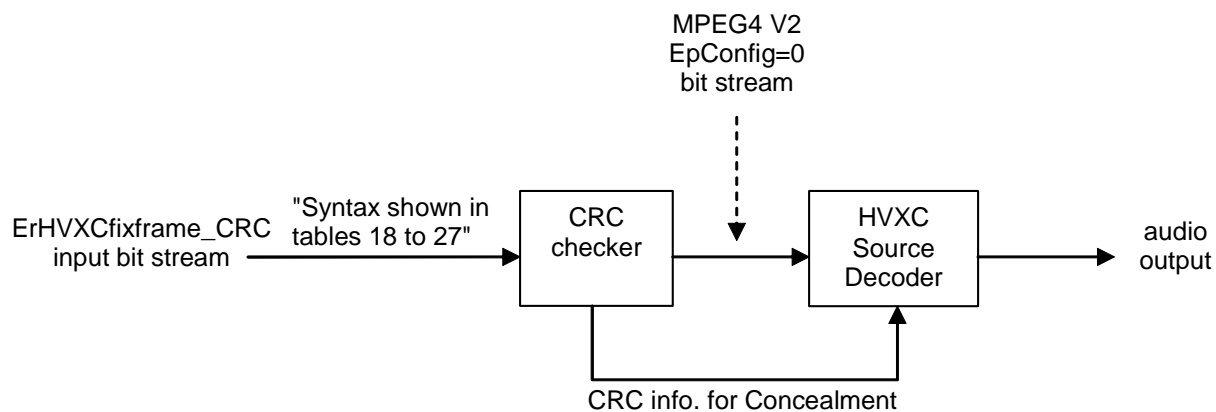 MPEG4 V2
EpConfig=0
bit stream
"Syntax shown in
tables 18 to 27"
ErHVXCfixframe_CRC
input bit stream
CRC
checker
HVXC
Source
Decoder
audio
output
CRC info. for Concealment